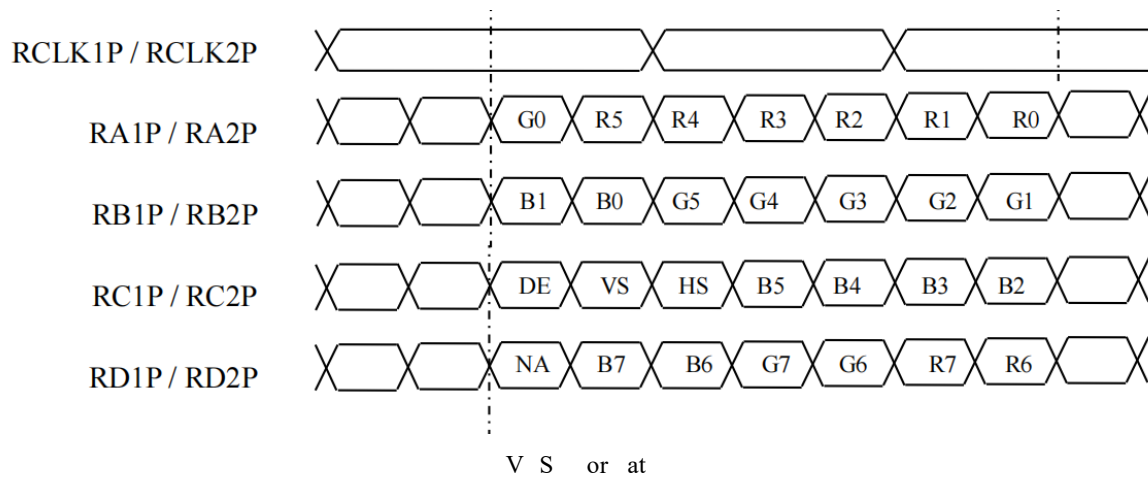 RCLK1P / RCLK2P
RA1P / RA2P G0 R5 R4 R3 R2 R1 R0
RB1P / RB2P B1 B0 G5 G4 G3 G2 G1
RC1P / RC2P DE VS HS B5 B4 B3 B2
RD1P / RD2P NA B7 B6 G7 G6 R7 R6
V S or at